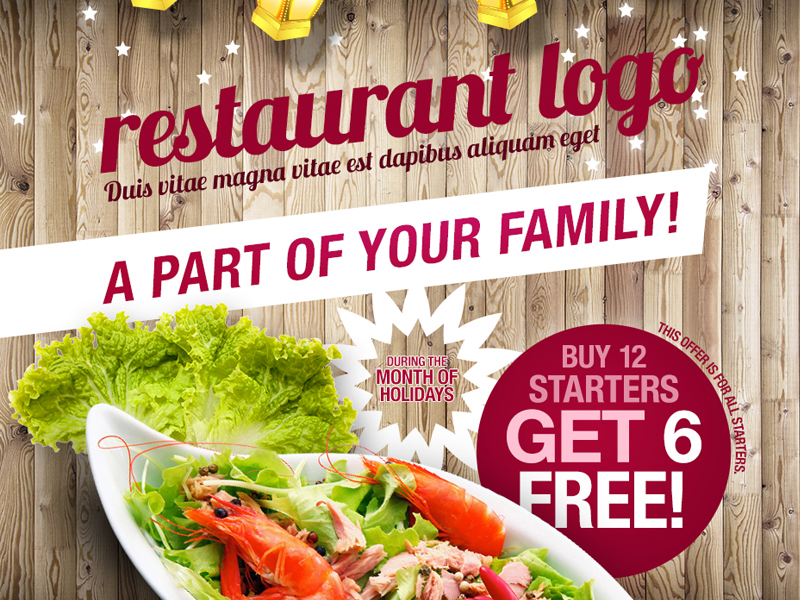 restaurant logo
Duis vitae magna vitae est dapibus aliquam eget
A PART OF YOUR FAMILY!
DURING THE
MONTH OF
HOLIDAYS
BUY 12
STARTERS
GET 6
FREE!
THIS OFFER IS FOR ALL STARTERS.